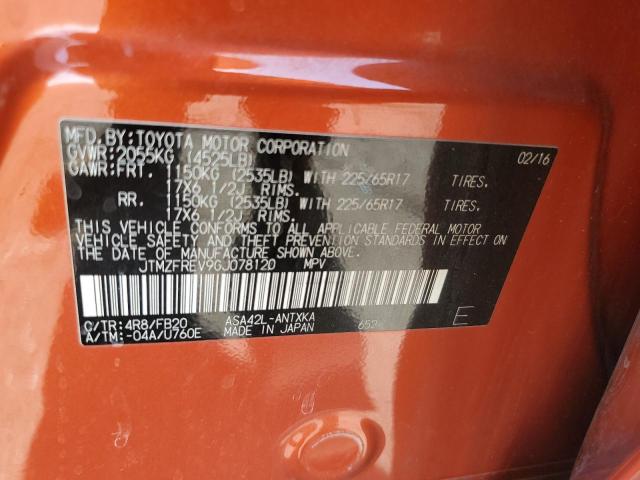 MFD.BY:TOYOTA MOTOR CORPORATION 02/16
GVWR:2055KG (4525LB)
GAWR:FRT. 1150KG (2535LB) WITH 225/65R17 TIRES.
17X6 1/2J RIMS.
RR. 1150KG (2535LB) WITH 225/65R17 TIRES.
17X6 1/2J RIMS.
THIS VEHICLE CONFORMS TO ALL APPLICABLE FEDERAL MOTOR
VEHICLE SAFETY AND THEFT PREVENTION STANDARDS IN EFFECT ON
THE DATE OF MANUFACTURE SHOWN ABOVE.
JTMZFREV9GJ078120 MPV
C/TR:4R8/FB20 ASA42L-ANTXKA
A/TM:-04A/U760E MADE IN JAPAN E